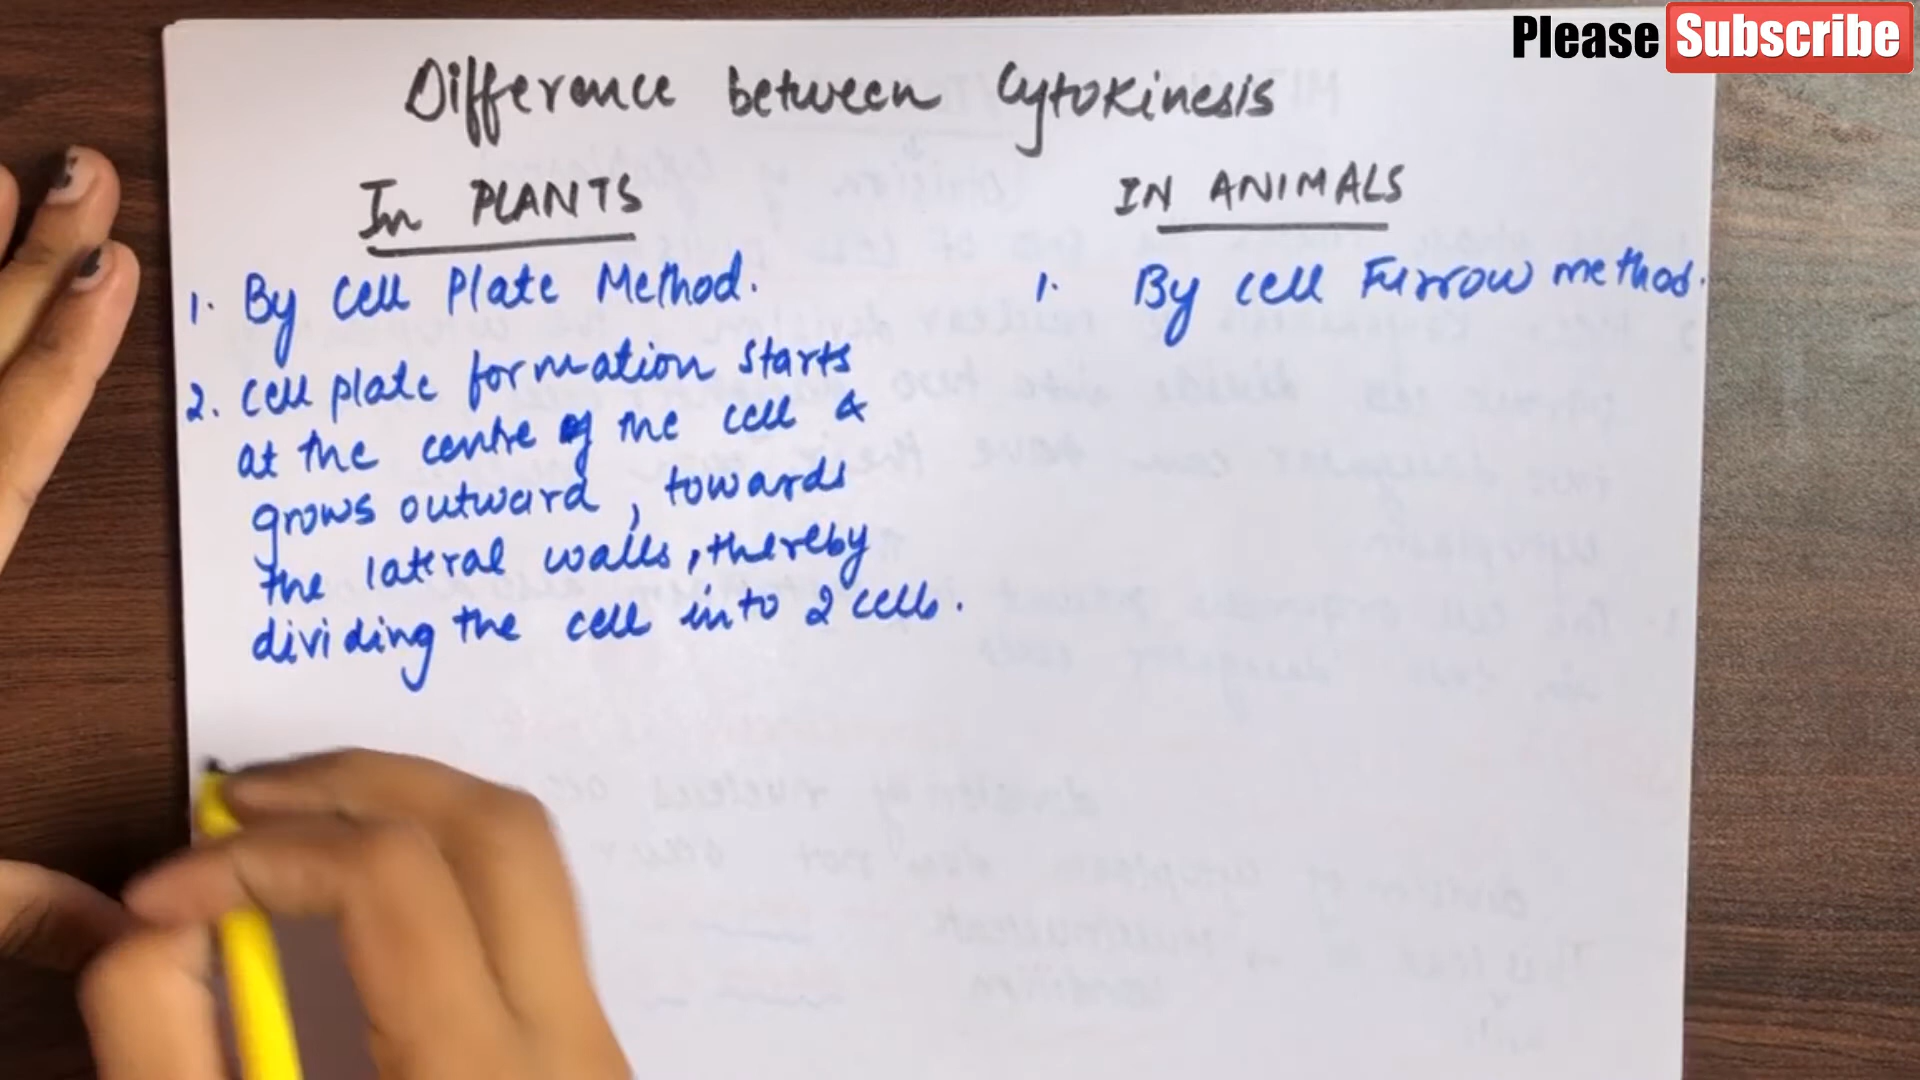 Please Subscribe
Difference between Cytokinesis
In PLANTS
IN ANIMALS
1. By Cell Plate Method.
2. Cell plate formation starts
at the centre of the cell &
grows outward, towards
the lateral walls, thereby
dividing the cell into 2 cells.
1. By cell Furrow method.